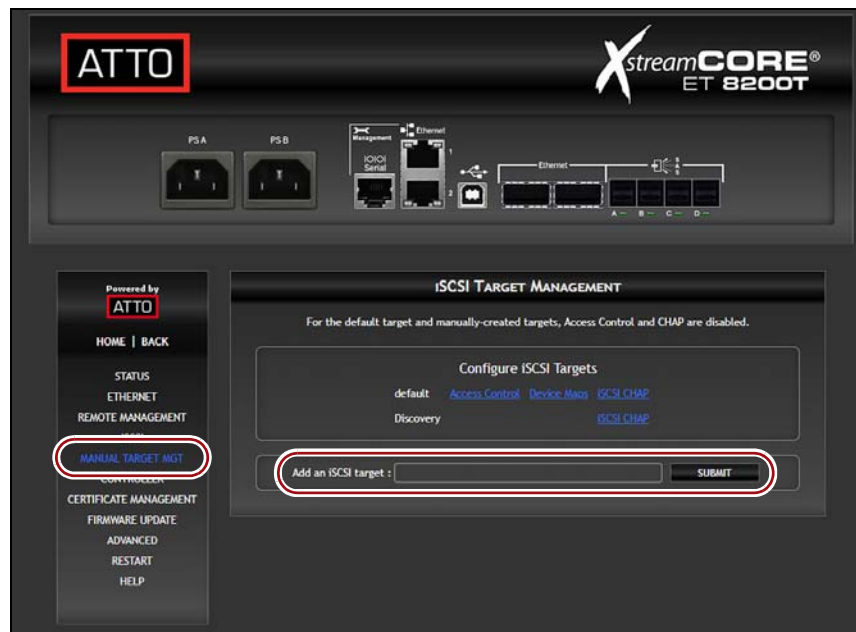 ATTO
XstreamCORE®
ET 8200T
PS A
PS B
Management
Ethernet
IOIOI
Serial
1
2
Ethernet
SAS
A
B
C
D
Powered by
ATTO
HOME | BACK
STATUS
ETHERNET
REMOTE MANAGEMENT
MANUAL TARGET MGT
CONTROLLER
CERTIFICATE MANAGEMENT
FIRMWARE UPDATE
ADVANCED
RESTART
HELP
iSCSI TARGET MANAGEMENT
For the default target and manually-created targets, Access Control and CHAP are disabled.
Configure iSCSI Targets
default Access Control Device Maps iSCSI CHAP
Discovery iSCSI CHAP
Add an iSCSI target : SUBMIT